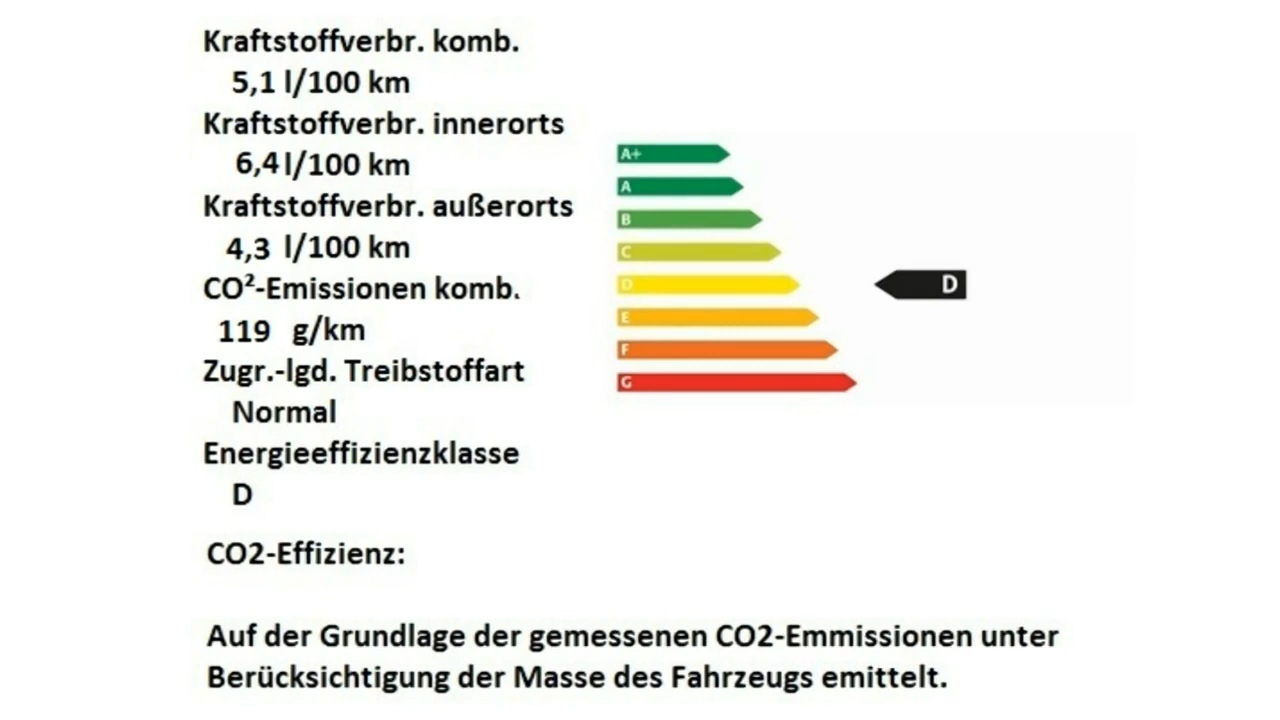 Kraftstoffverbr. komb.
5,1 l/100 km
Kraftstoffverbr. innerorts
6,4 l/100 km
Kraftstoffverbr. außerorts
4,3 l/100 km
CO²-Emissionen komb.
119 g/km
Zugr.-lgd. Treibstoffart
Normal
Energieeffizienzklasse
D
A+
A
B
C
D
D
E
F
G
CO2-Effizienz:
Auf der Grundlage der gemessenen CO2-Emmissionen unter
Berücksichtigung der Masse des Fahrzeugs emittelt.